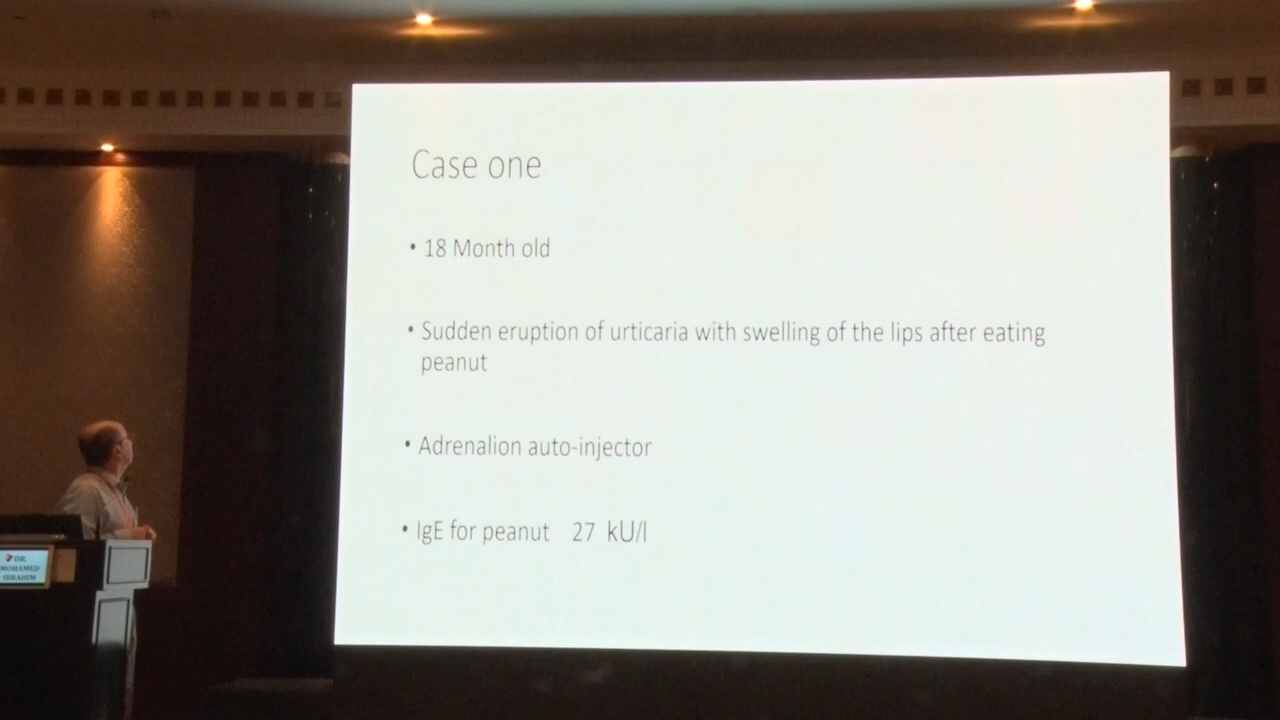 Case one
• 18 Month old
• Sudden eruption of urticaria with swelling of the lips after eating
peanut
• Adrenalion auto-injector
• IgE for peanut 27 kU/l
DR.
MOHAMED
IBRAHIM